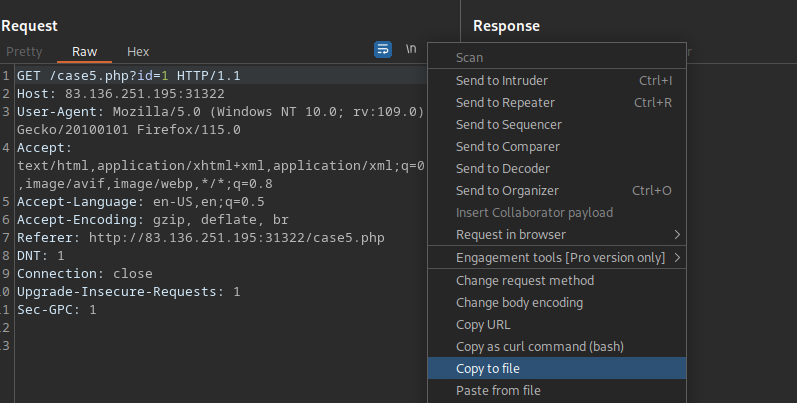 Request
Response
Pretty Raw Hex
\n
1 GET /case5.php?id=1 HTTP/1.1
2 Host: 83.136.251.195:31322
3 User-Agent: Mozilla/5.0 (Windows NT 10.0; rv:109.0)
Gecko/20100101 Firefox/115.0
4 Accept:
text/html,application/xhtml+xml,application/xml;q=0
,image/avif,image/webp,*/*;q=0.8
5 Accept-Language: en-US,en;q=0.5
6 Accept-Encoding: gzip, deflate, br
7 Referer: http://83.136.251.195:31322/case5.php
8 DNT: 1
9 Connection: close
10 Upgrade-Insecure-Requests: 1
11 Sec-GPC: 1
12
13
Scan
Send to Intruder Ctrl+I
Send to Repeater Ctrl+R
Send to Sequencer
Send to Comparer
Send to Decoder
Send to Organizer Ctrl+O
Insert Collaborator payload
Request in browser >
Engagement tools [Pro version only] >
Change request method
Change body encoding
Copy URL
Copy as curl command (bash)
Copy to file
Paste from file